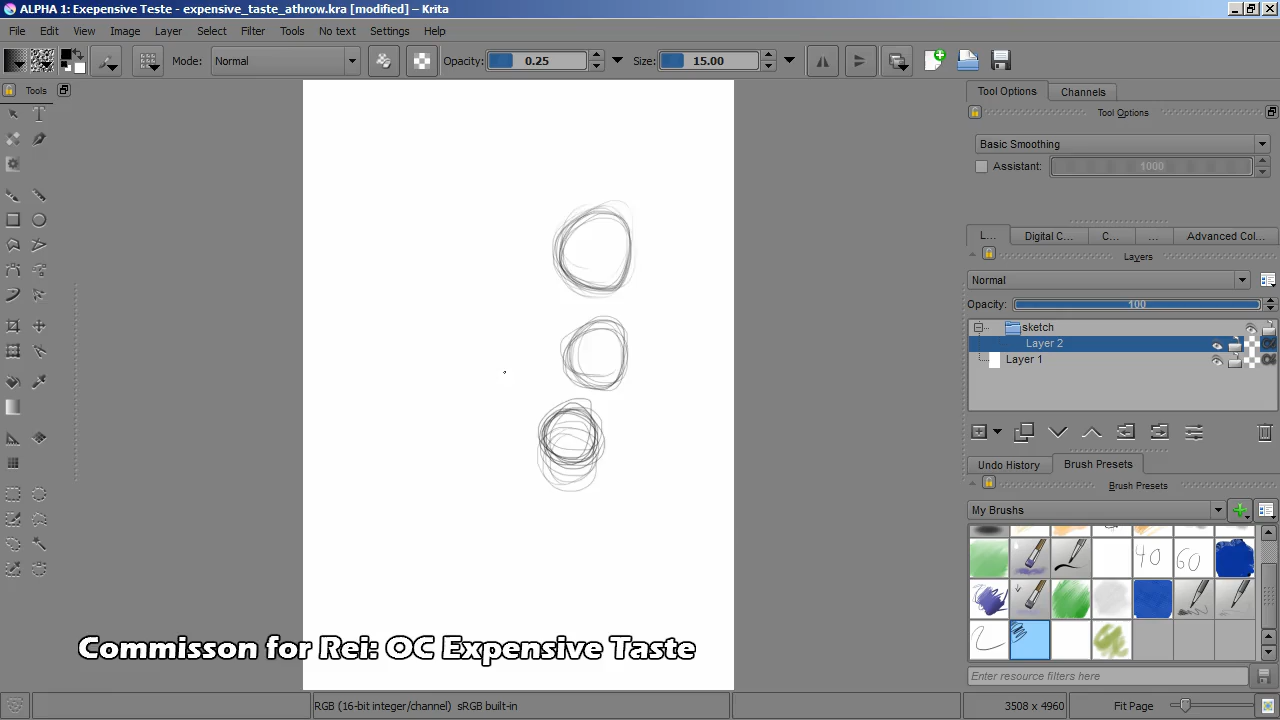 ALPHA 1: Exepensive Teste - expensive_taste_athrow.kra [modified] – Krita
File Edit View Image Layer Select Filter Tools No text Settings Help
Mode: Normal Opacity: 0.25 Size: 15.00
Tools
Tool Options Channels
Tool Options
Basic Smoothing
Assistant: 1000
L... Digital C... C... ... Advanced Col...
Layers
Normal
Opacity: 100
sketch
Layer 2
Layer 1
Undo History Brush Presets
Brush Presets
My Brushs
40 60
Enter resource filters here
Commisson for Rei: OC Expensive Taste
RGB (16-bit integer/channel) sRGB built-in 3508 x 4960 Fit Page